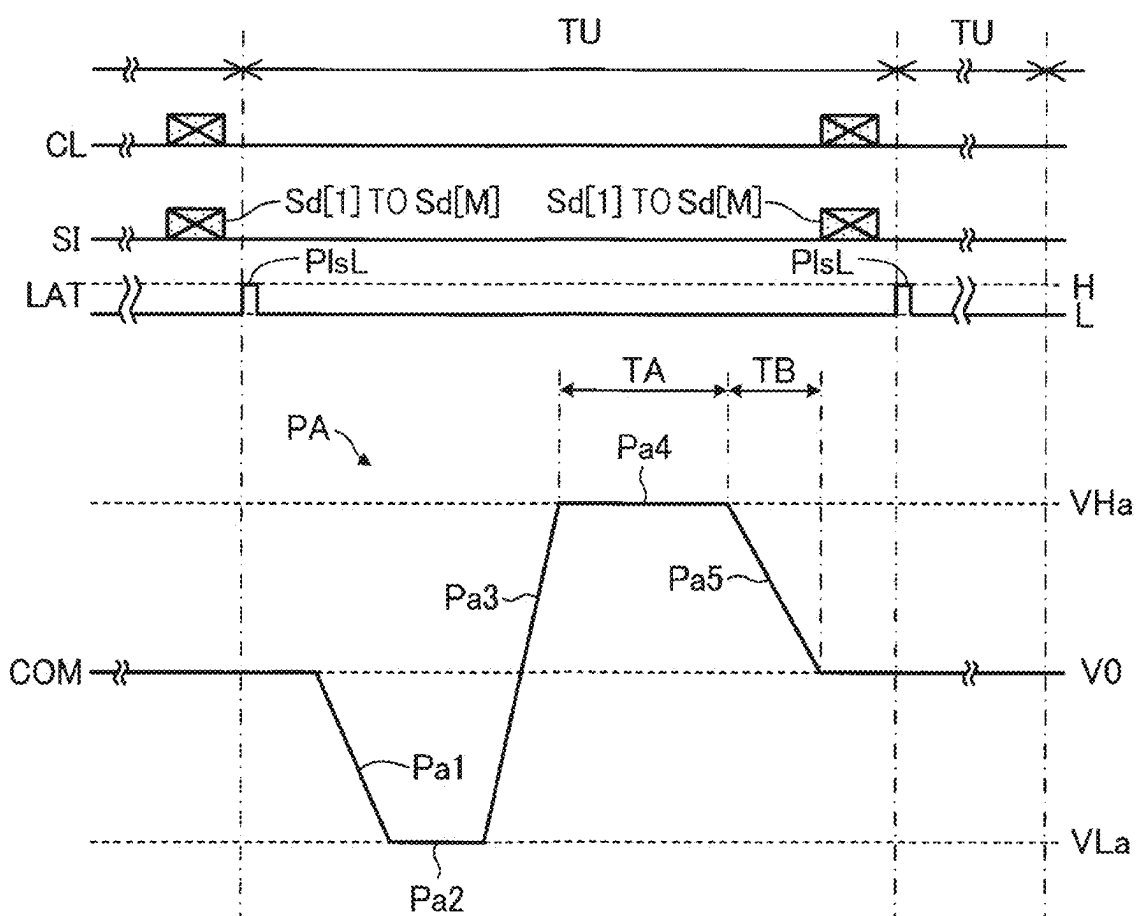 TU TU
CL
Sd[1] TO Sd[M] Sd[1] TO Sd[M]
SI
PlsL PlsL
LAT H
L
TA TB
PA
Pa4
VHa
Pa3 Pa5
COM V0
Pa1
VLa
Pa2